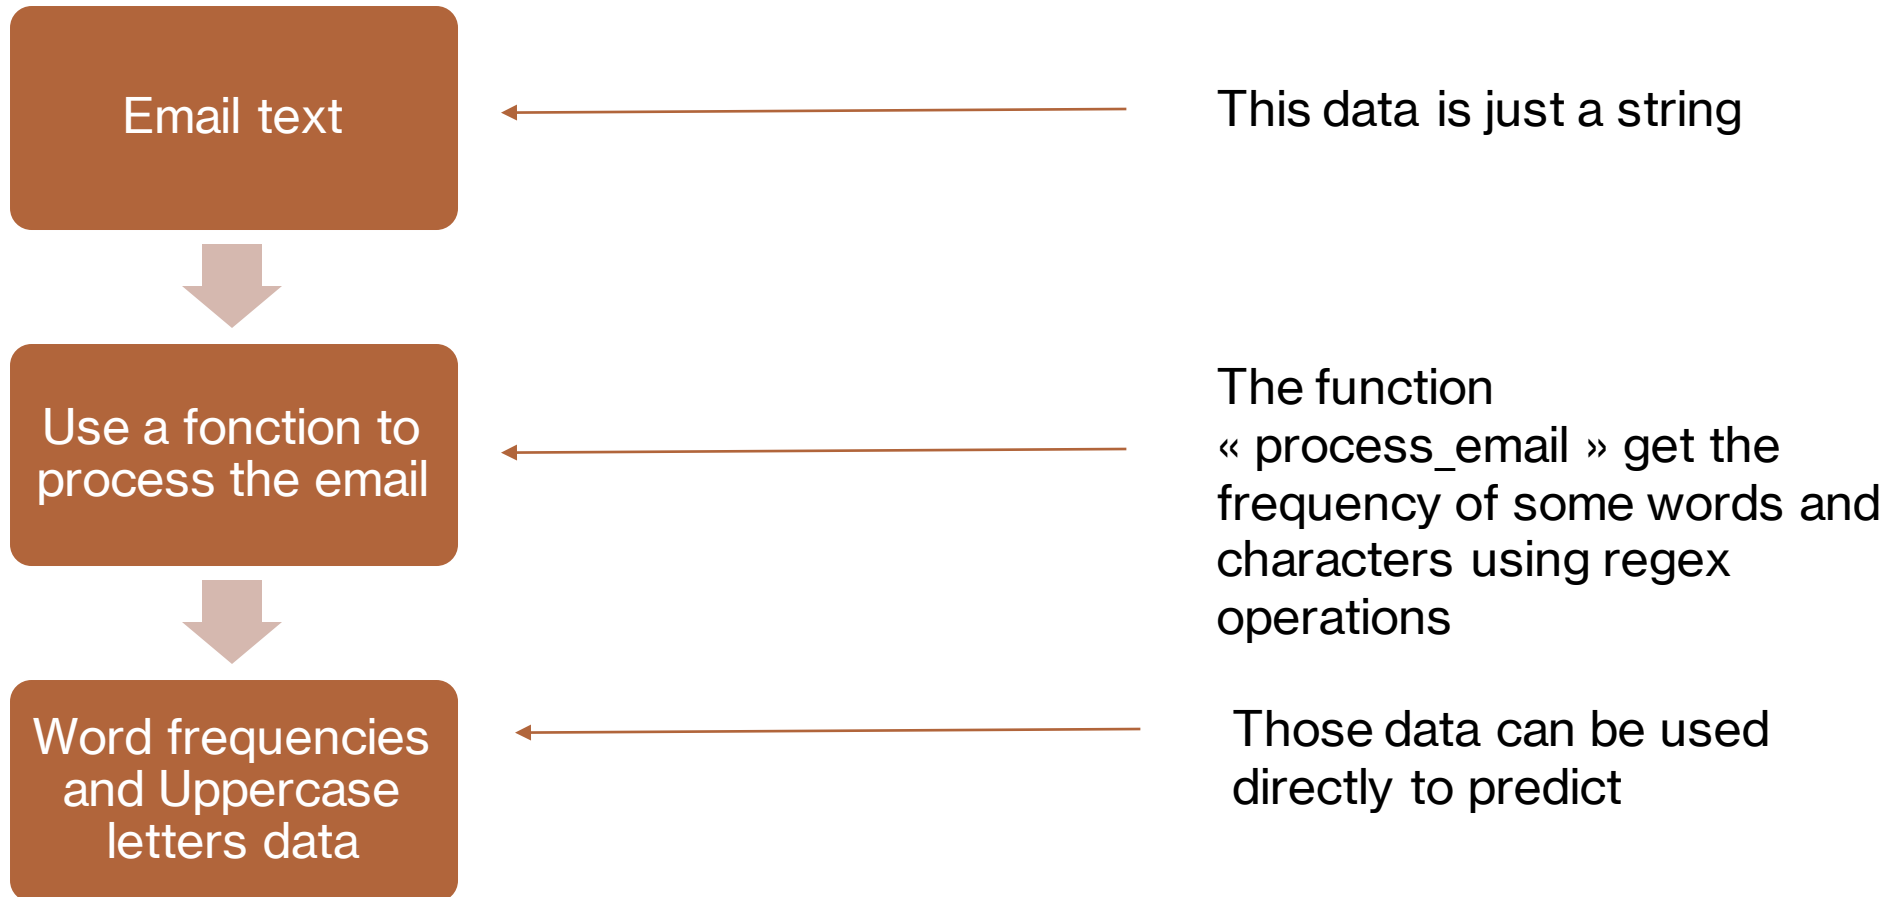 Email text
This data is just a string
Use a fonction to
process the email
The function
« process_email » get the
frequency of some words and
characters using regex
operations
Word frequencies
and Uppercase
letters data
Those data can be used
directly to predict